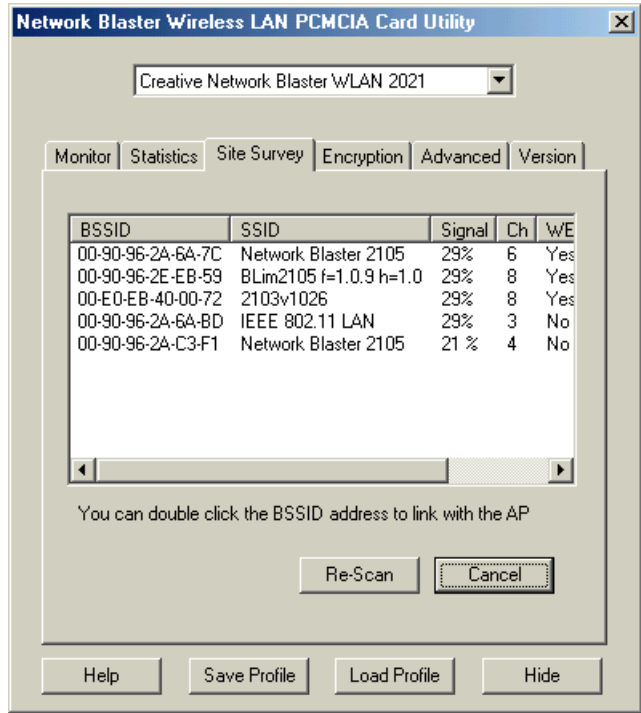 Network Blaster Wireless LAN PCMCIA Card Utility
Creative Network Blaster WLAN 2021
Monitor Statistics Site Survey Encryption Advanced Version
BSSID SSID Signal Ch WE
00-90-96-2A-6A-7C Network Blaster 2105 29% 6 Yes
00-90-96-2E-EB-59 BLim2105 f=1.0.9 h=1.0 29% 8 Yes
00-E0-EB-40-00-72 2103v1026 29% 8 Yes
00-90-96-2A-6A-BD IEEE 802.11 LAN 29% 3 No
00-90-96-2A-C3-F1 Network Blaster 2105 21 % 4 No
You can double click the BSSID address to link with the AP
Re-Scan Cancel
Help Save Profile Load Profile Hide